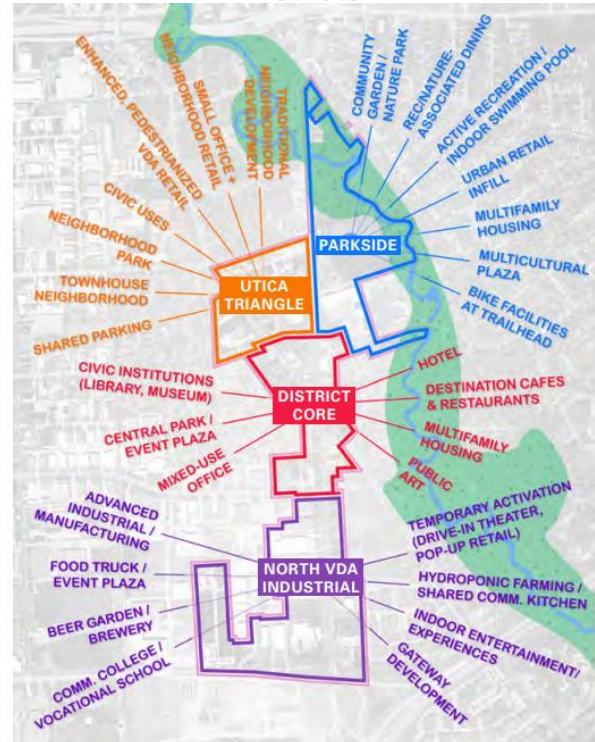 TRADITIONAL
NEIGHBORHOOD
DEVELOPMENT
SMALL OFFICE +
NEIGHBORHOOD RETAIL
ENHANCED, PEDESTRIANIZED
VDA RETAIL
CIVIC USES
NEIGHBORHOOD
PARK
TOWNHOUSE
NEIGHBORHOOD
SHARED PARKING
UTICA
TRIANGLE
COMMUNITY
GARDEN /
NATURE PARK
REC/NATURE-
ASSOCIATED DINING
ACTIVE RECREATION /
INDOOR SWIMMING POOL
URBAN RETAIL
INFILL
MULTIFAMILY
HOUSING
MULTICULTURAL
PLAZA
BIKE FACILITIES
AT TRAILHEAD
PARKSIDE
CIVIC INSTITUTIONS
(LIBRARY, MUSEUM)
CENTRAL PARK /
EVENT PLAZA
MIXED-USE
OFFICE
DISTRICT
CORE
HOTEL
DESTINATION CAFES
& RESTAURANTS
MULTIFAMILY
HOUSING
PUBLIC
ART
ADVANCED
INDUSTRIAL /
MANUFACTURING
FOOD TRUCK /
EVENT PLAZA
BEER GARDEN /
BREWERY
COMM. COLLEGE /
VOCATIONAL SCHOOL
NORTH VDA
INDUSTRIAL
TEMPORARY ACTIVATION
(DRIVE-IN THEATER,
POP-UP RETAIL)
HYDROPONIC FARMING /
SHARED COMM. KITCHEN
INDOOR ENTERTAINMENT/
EXPERIENCES
GATEWAY
DEVELOPMENT